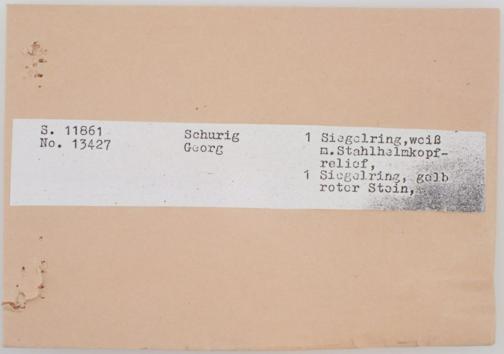 S. 11861 Schurig 1 Siegelring,weiß
No. 13427 Georg m.Stahlhelmkopf-
relief,
1 Siegelring, gelb
roter Stein,